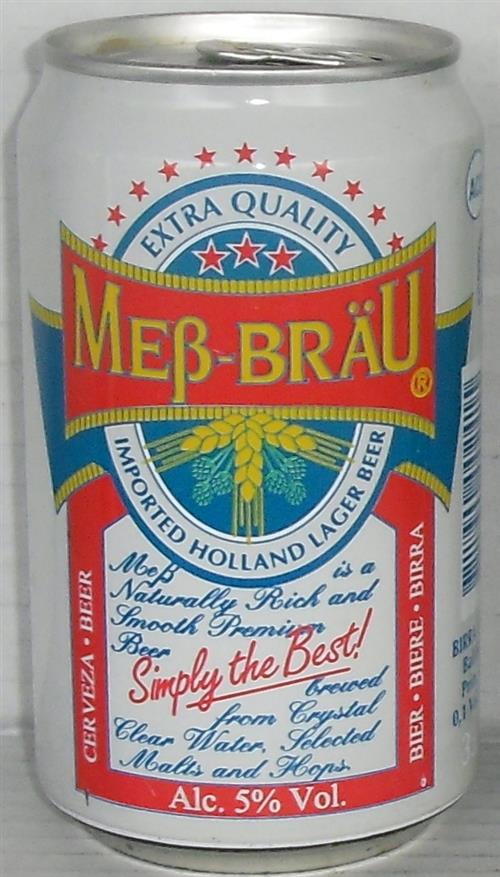 EXTRA QUALITY
Meß-BRÄU®
IMPORTED HOLLAND LAGER BEER
CERVEZA • BEER
Meß is a
Naturally Rich and
Smooth Premium
Beer
Simply the Best!
brewed
from Crystal
Clear Water, Selected
Malts and Hops.
BIER • BIERE • BIRRA
Alc. 5% Vol.